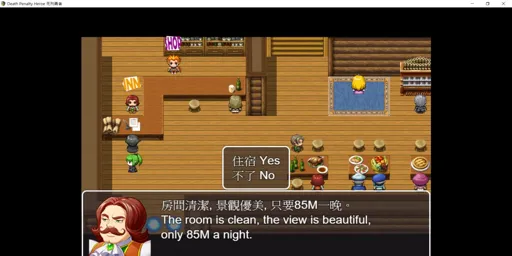 Death Penalty Heroe 死刑勇者
SHOP
INN
住宿 Yes
不了 No
房間清潔, 景觀優美, 只要85M一晚。
The room is clean, the view is beautiful,
only 85M a night.